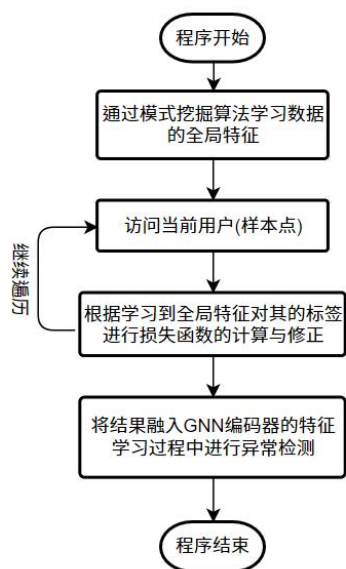 程序开始
通过模式挖掘算法学习数据
的全局特征
访问当前用户(样本点)
继续遍历
根据学习到全局特征对其的标签
进行损失函数的计算与修正
将结果融入GNN编码器的特征
学习过程中进行异常检测
程序结束